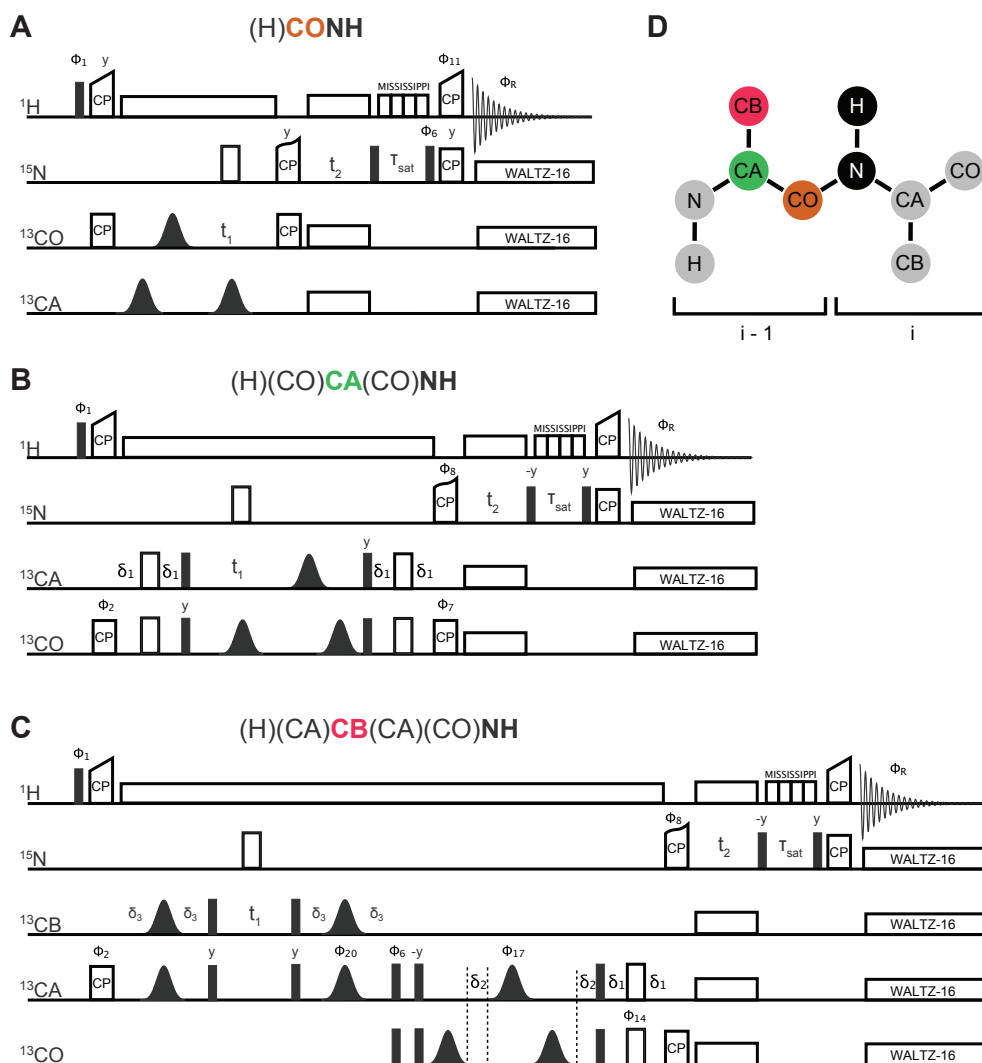 A
(H)CONH
Φ1
y
Φ11
MISSISSIPPI
ΦR
1H
CP
CP
y
Φ6
y
15N
CP
t2
τsat
CP
WALTZ-16
13CO
CP
t1
CP
WALTZ-16
13CA
WALTZ-16
D
CB
H
CA
CO
N
N
CO
CA
H
CB
i - 1
i
B
(H)(CO)CA(CO)NH
Φ1
MISSISSIPPI
ΦR
1H
CP
CP
Φ8
-y
y
15N
CP
t2
τsat
CP
WALTZ-16
y
13CA
δ1
δ1
t1
δ1
δ1
WALTZ-16
Φ2
y
Φ7
13CO
CP
CP
WALTZ-16
C
(H)(CA)CB(CA)(CO)NH
Φ1
MISSISSIPPI
ΦR
1H
CP
CP
Φ8
-y
y
15N
CP
t2
τsat
CP
WALTZ-16
13CB
δ3
δ3
t1
δ3
δ3
WALTZ-16
Φ2
y
y
Φ20
Φ6
-y
Φ17
13CA
CP
δ2
δ2
δ1
δ1
WALTZ-16
Φ14
13CO
CP
WALTZ-16